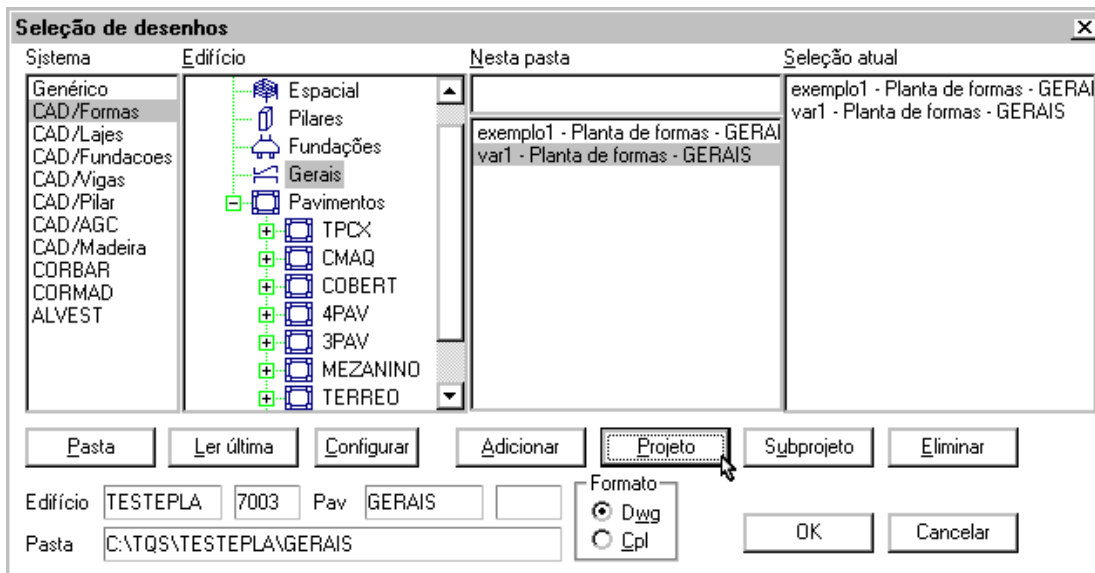 Seleção de desenhos
Sistema
Edifício
Nesta pasta
Seleção atual
Genérico
CAD/Formas
CAD/Lajes
CAD/Fundacoes
CAD/Vigas
CAD/Pilar
CAD/AGC
CAD/Madeira
CORBAR
CORMAD
ALVEST
Espacial
Pilares
Fundações
Gerais
Pavimentos
TPCX
CMAQ
COBERT
4PAV
3PAV
MEZANINO
TERREO
exemplo1 - Planta de formas - GERAI
var1 - Planta de formas - GERAIS
exemplo1 - Planta de formas - GERAI
var1 - Planta de formas - GERAIS
Pasta
Ler última
Configurar
Adicionar
Projeto
Subprojeto
Eliminar
Edifício TESTEPLA 7003 Pav GERAIS
Formato
Dwg
Cpl
Pasta C:\TQS\TESTEPLA\GERAIS
OK
Cancelar